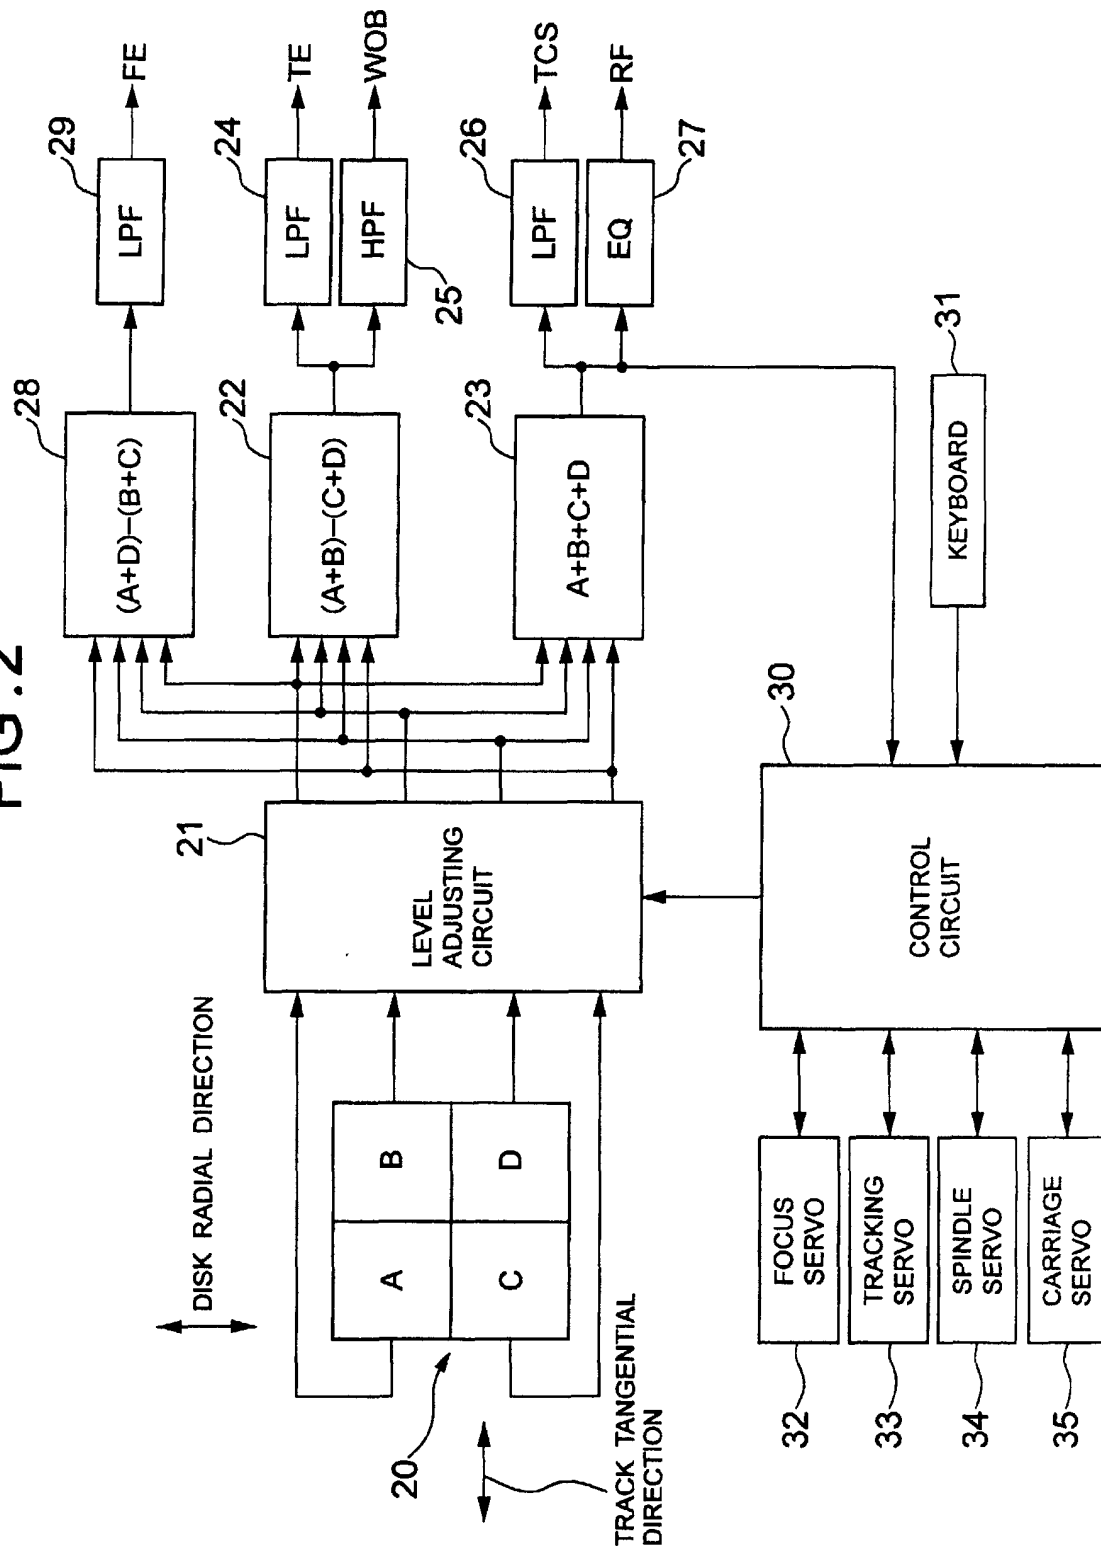 FIG. 2
DISK RADIAL DIRECTION
TRACK TANGENTIAL
DIRECTION
20
A
B
C
D
21
LEVEL
ADJUSTING
CIRCUIT
28
(A+D)−(B+C)
22
(A+B)−(C+D)
23
A+B+C+D
29
LPF
FE
24
LPF
TE
HPF
25
WOB
26
LPF
TCS
EQ
27
RF
30
CONTROL
CIRCUIT
KEYBOARD
31
FOCUS
SERVO
32
TRACKING
SERVO
33
SPINDLE
SERVO
34
CARRIAGE
SERVO
35